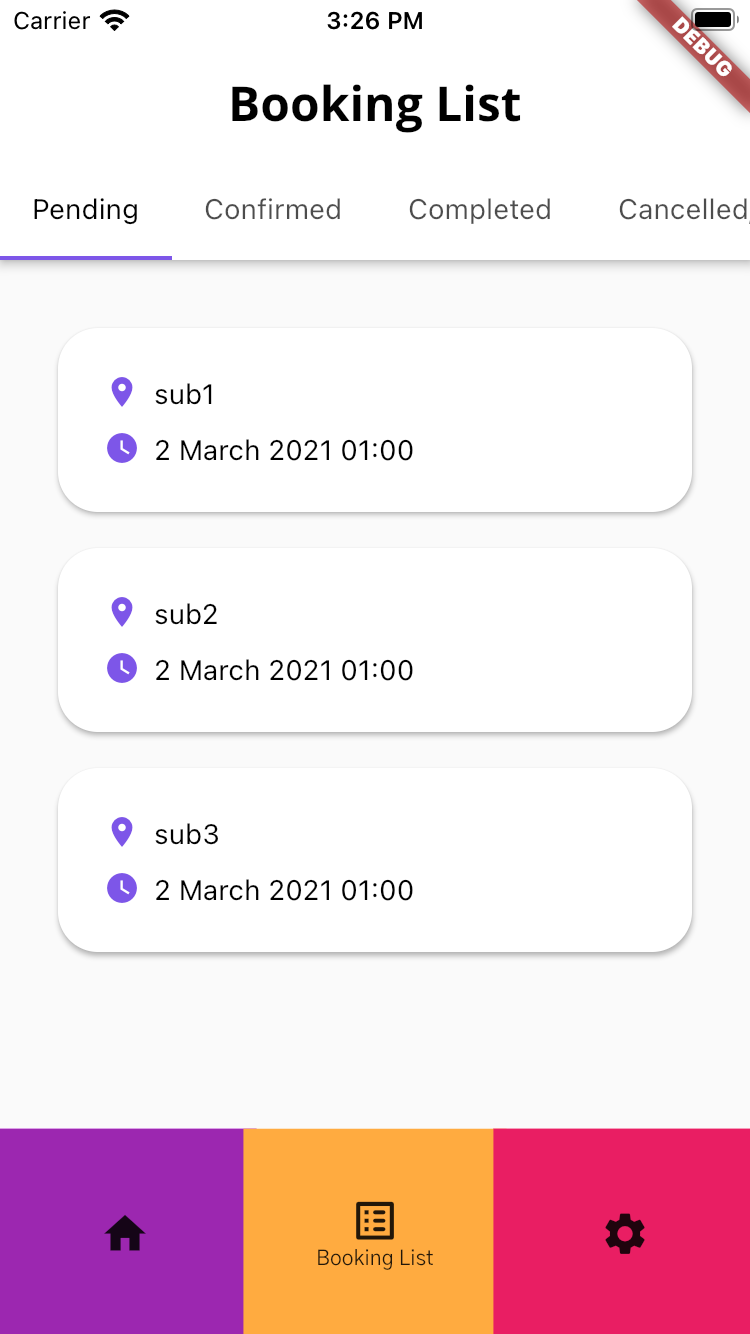 Carrier 3:26 PM
DEBUG
Booking List
Pending Confirmed Completed Cancelled
sub1
2 March 2021 01:00
sub2
2 March 2021 01:00
sub3
2 March 2021 01:00
Booking List